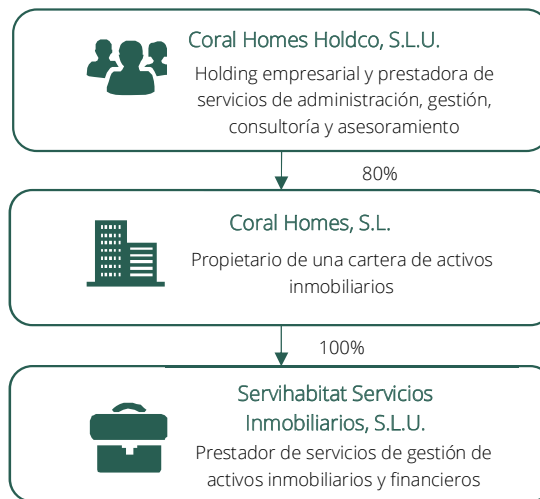 Coral Homes Holdco, S.L.U.
Holding empresarial y prestadora de
servicios de administración, gestión,
consultoría y asesoramiento
80%
Coral Homes, S.L.
Propietario de una cartera de activos
inmobiliarios
100%
Servihabitat Servicios
Inmobiliarios, S.L.U.
Prestador de servicios de gestión de
activos inmobiliarios y financieros